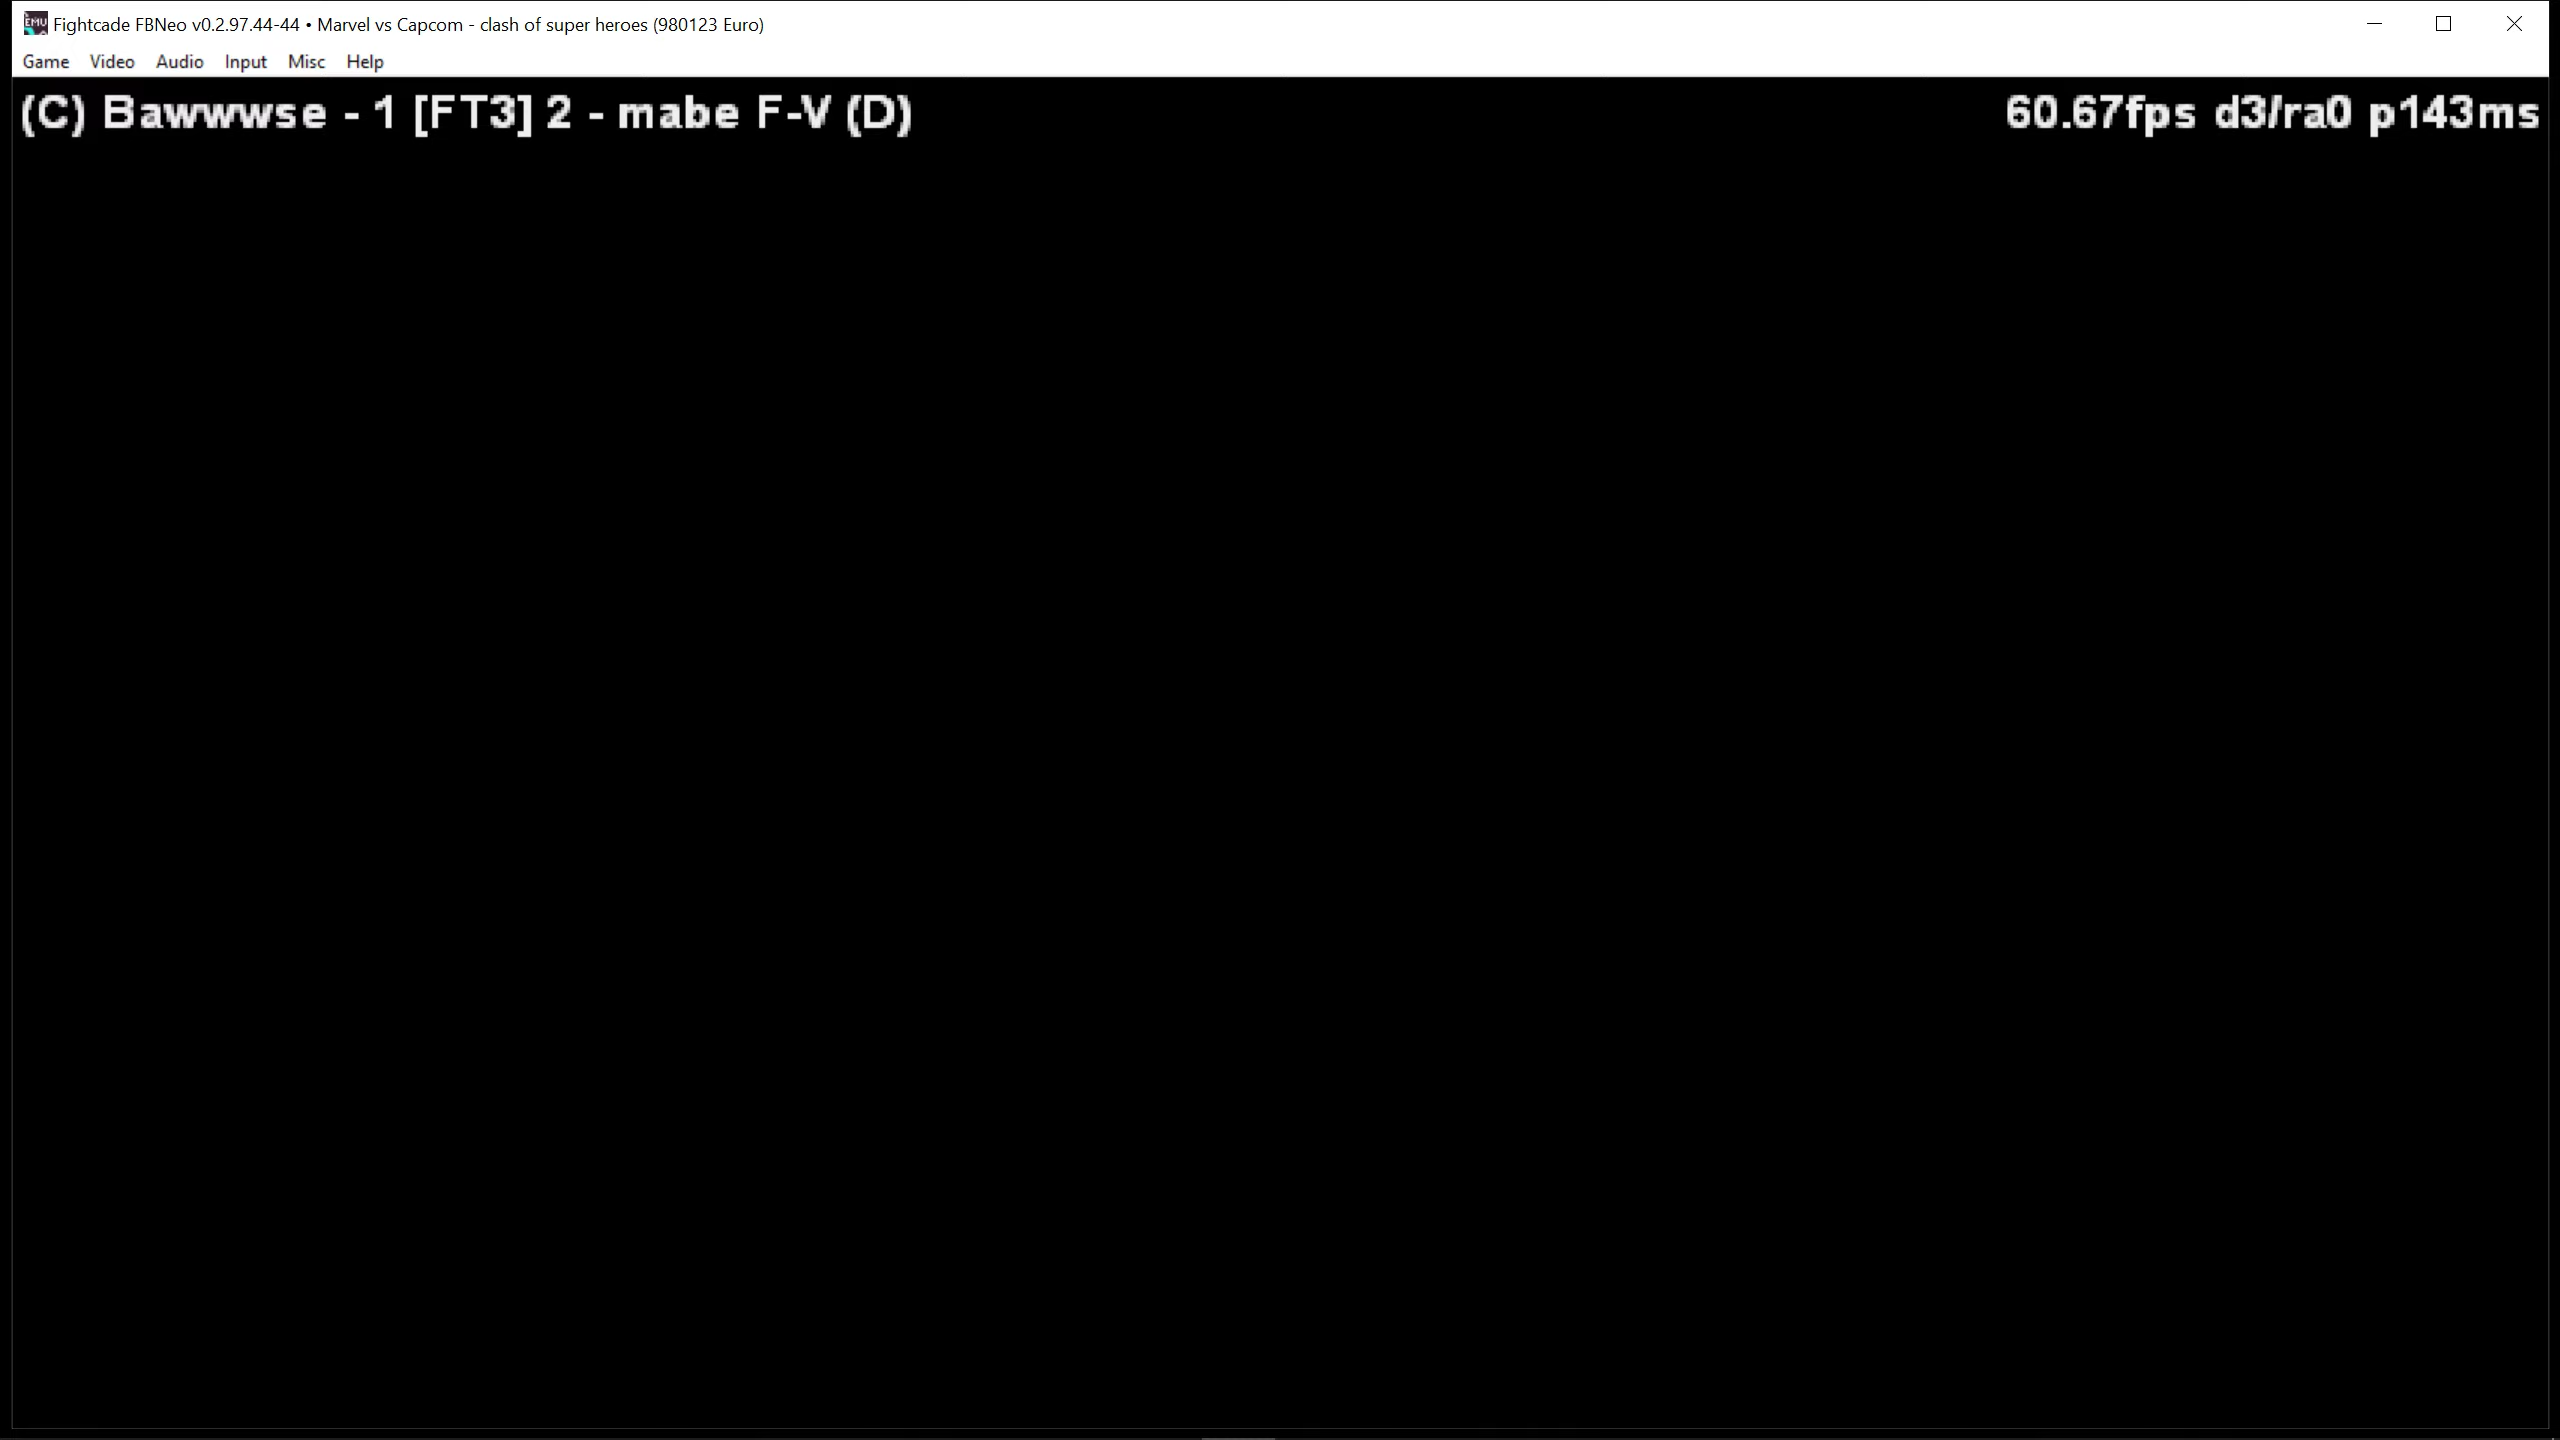 EMU Fightcade FBNeo v0.2.97.44-44 • Marvel vs Capcom - clash of super heroes (980123 Euro)
Game Video Audio Input Misc Help
(C) Bawwwse - 1 [FT3] 2 - mabe F-V (D) 60.67fps d3/ra0 p143ms